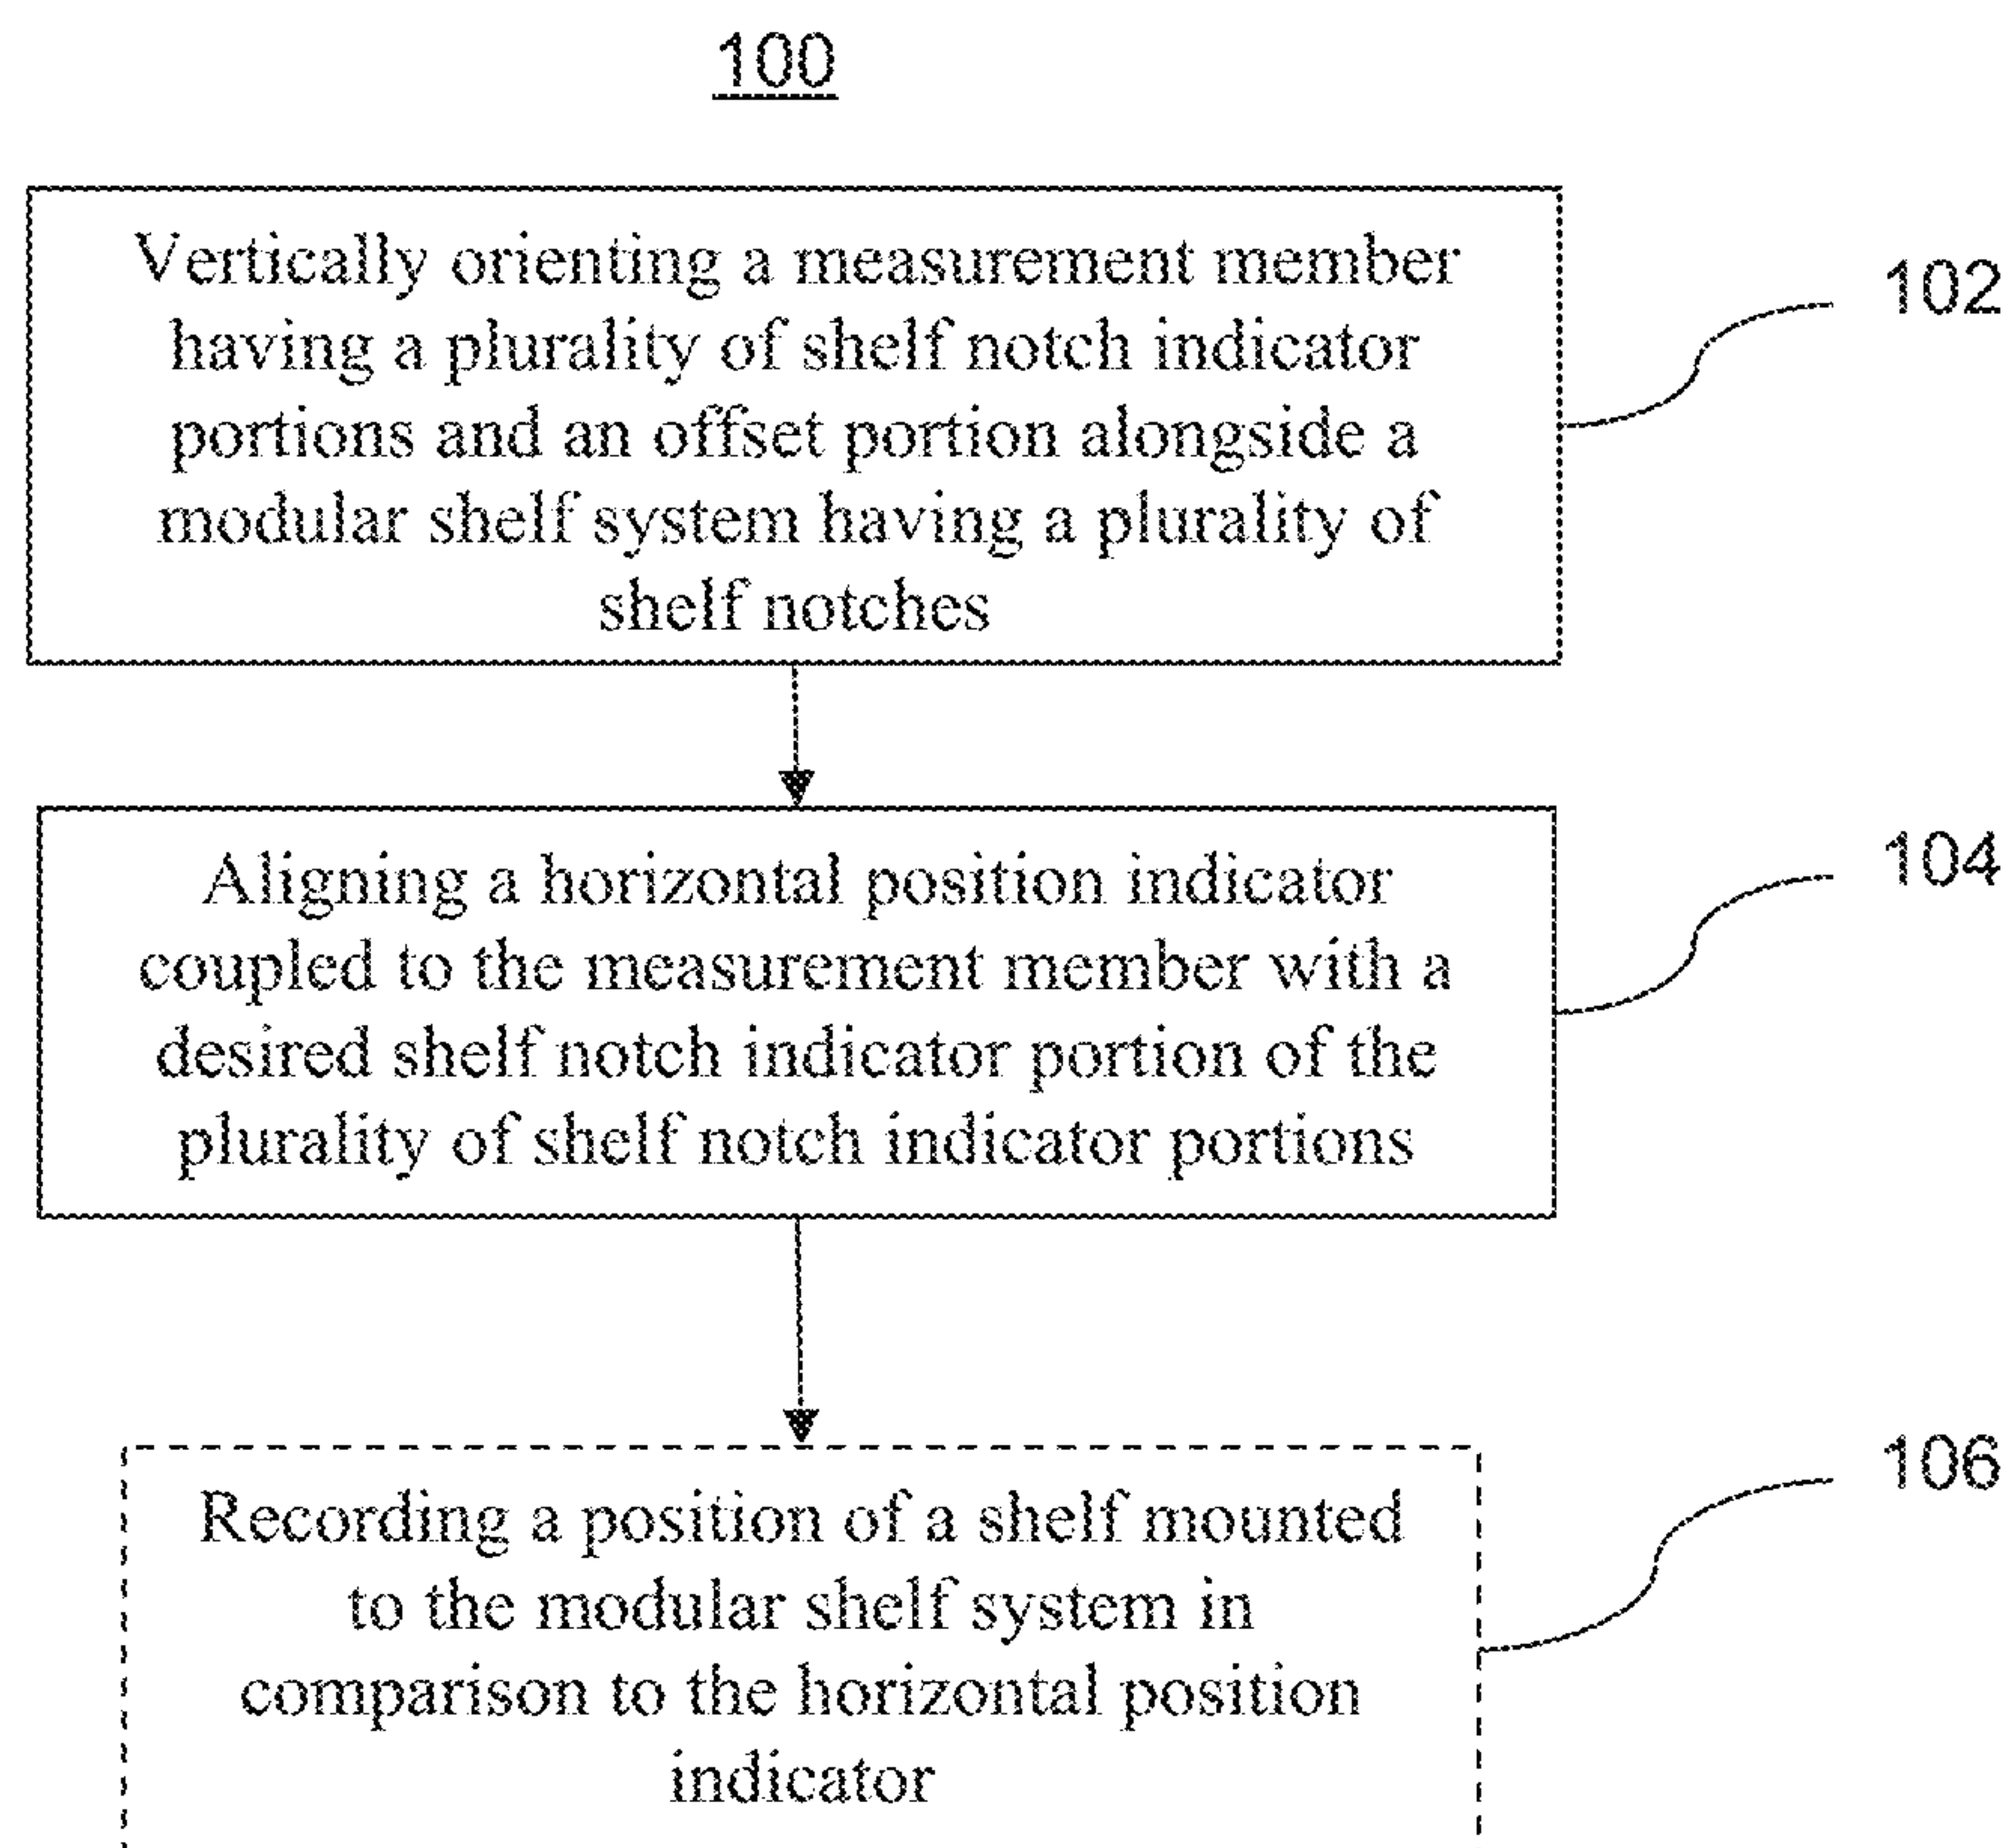 100
Vertically orienting a measurement member
having a plurality of shelf notch indicator
portions and an offset portion alongside a
modular shelf system having a plurality of
shelf notches
102
Aligning a horizontal position indicator
coupled to the measurement member with a
desired shelf notch indicator portion of the
plurality of shelf notch indicator portions
104
Recording a position of a shelf mounted
to the modular shelf system in
comparison to the horizontal position
indicator
106